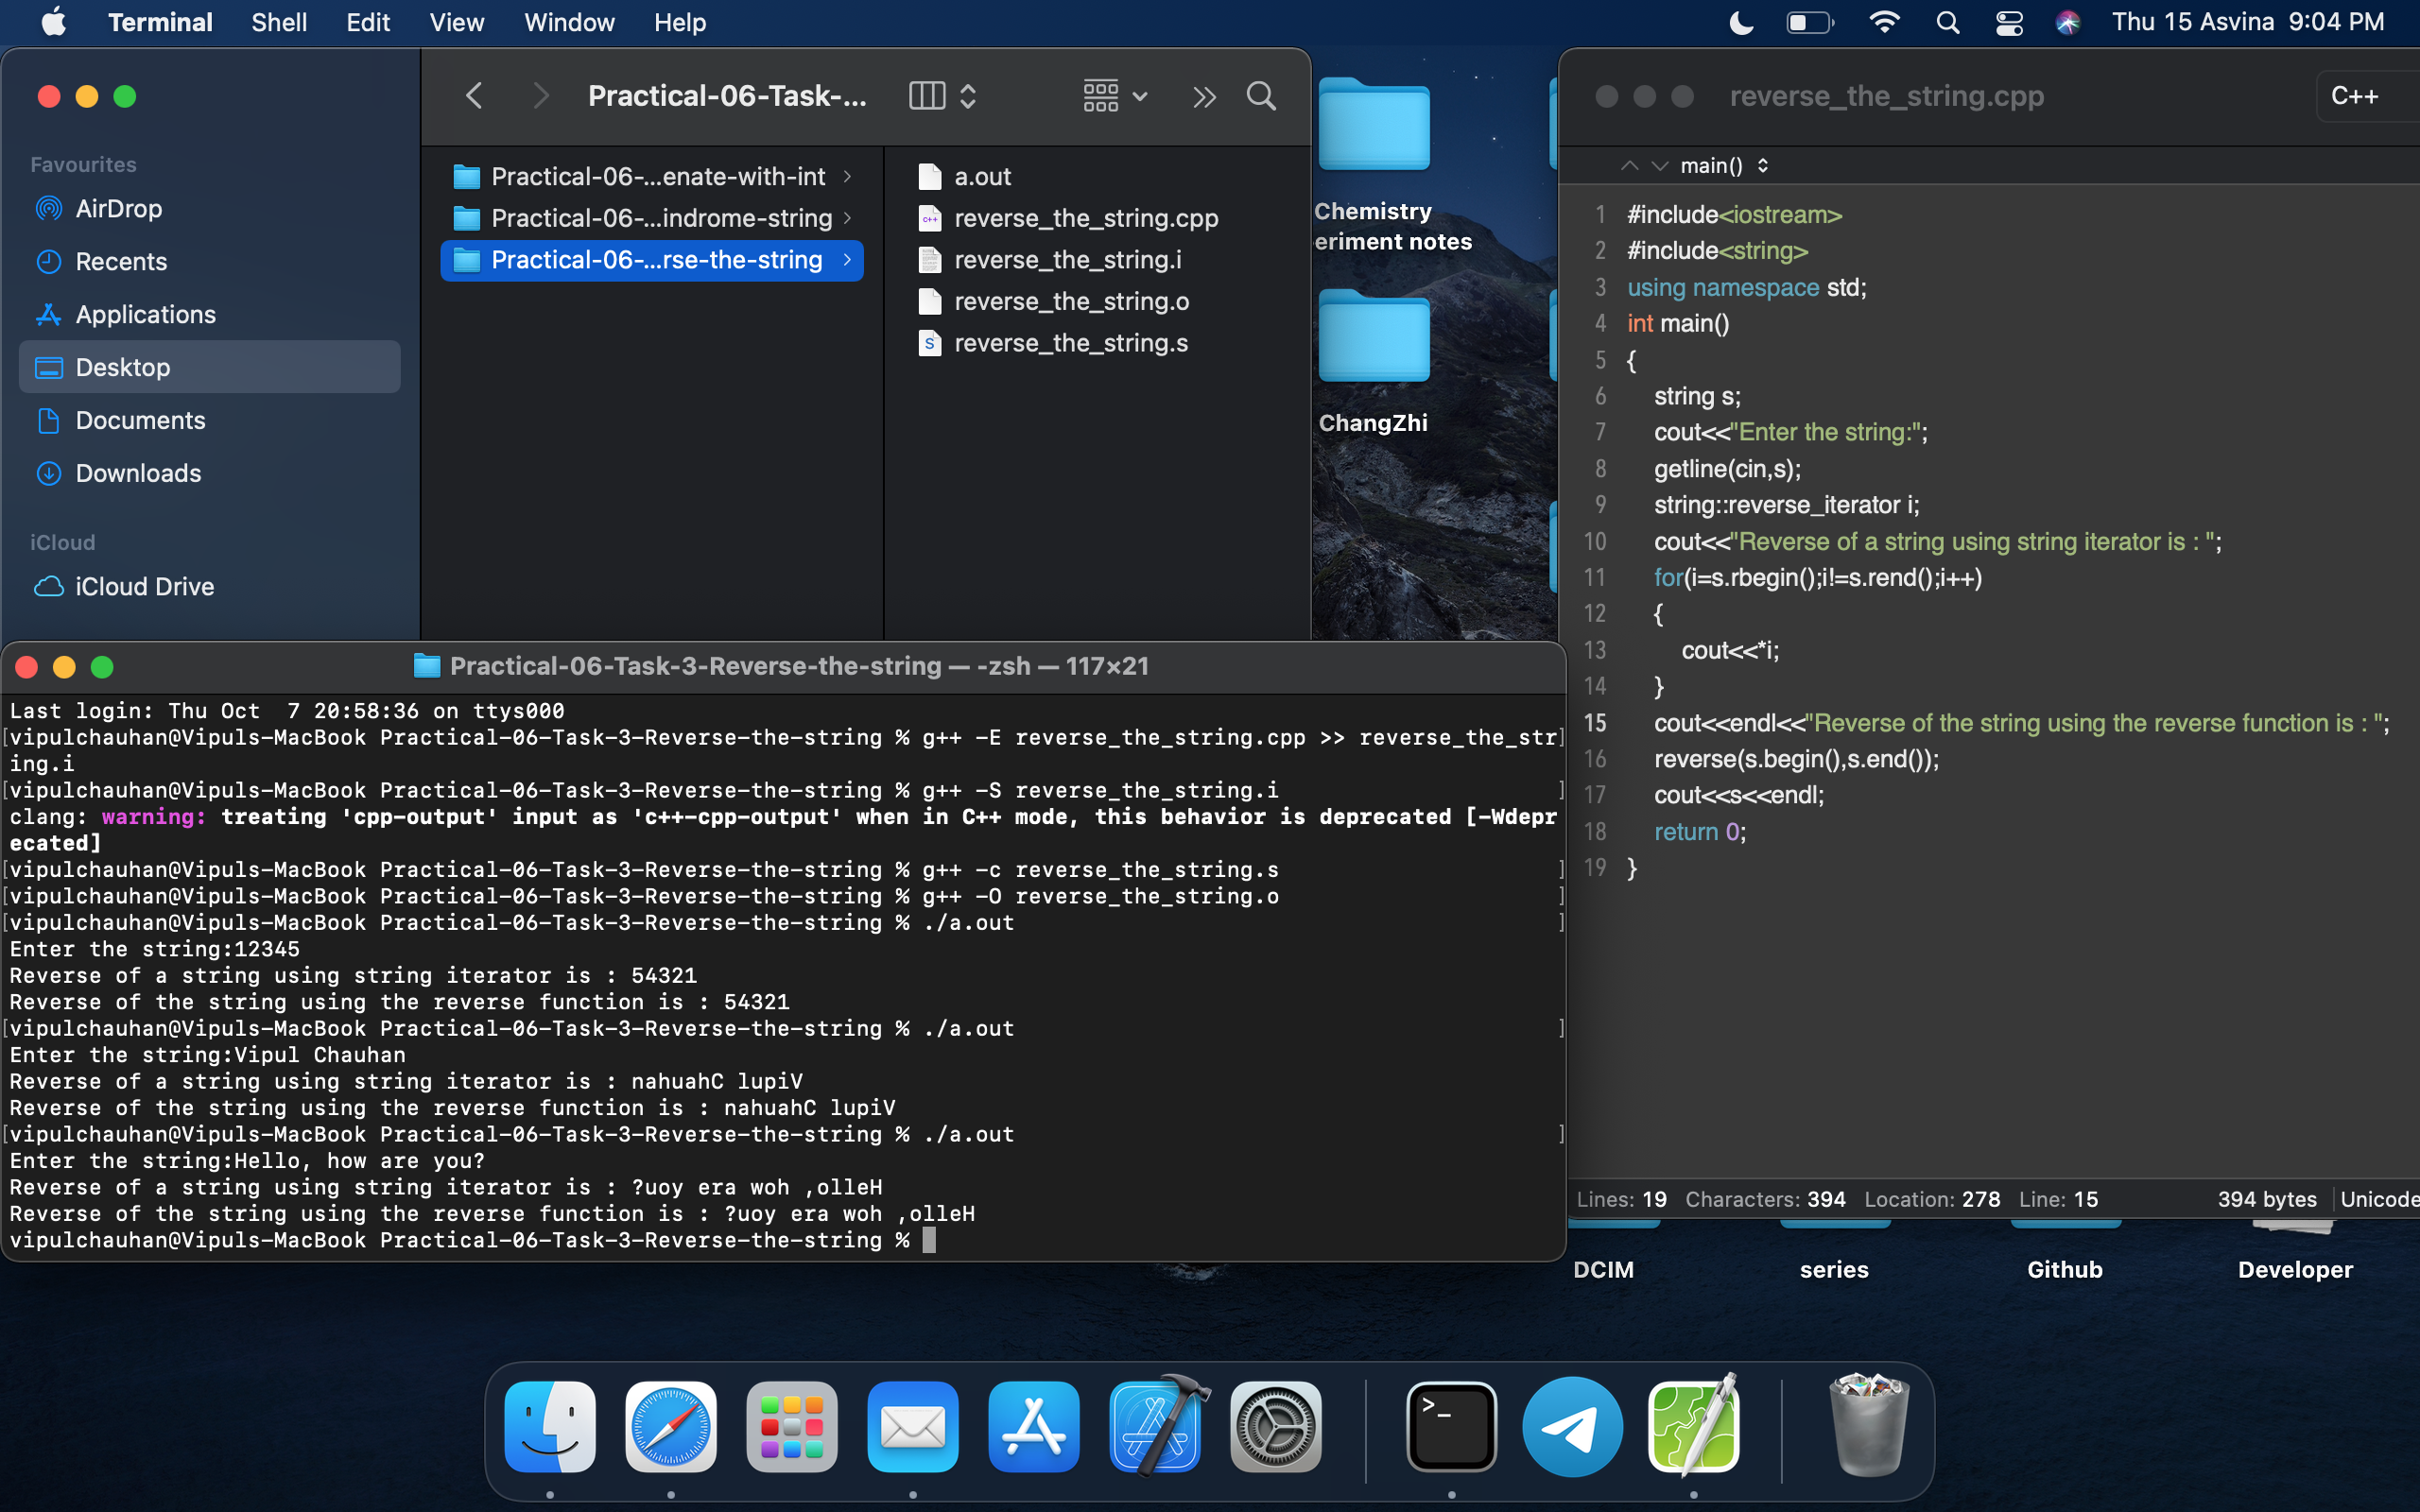 Terminal Shell Edit View Window Help Thu 15 Asvina 9:04 PM
Favourites
AirDrop
Recents
Applications
Desktop
Documents
Downloads
iCloud
iCloud Drive
Practical-06-Task-...
Practical-06-...enate-with-int
Practical-06-...indrome-string
Practical-06-...rse-the-string
a.out
reverse_the_string.cpp
reverse_the_string.i
reverse_the_string.o
reverse_the_string.s
Chemistry
eriment notes
ChangZhi
reverse_the_string.cpp C++
main()
1 #include<iostream>
2 #include<string>
3 using namespace std;
4 int main()
5 {
6 string s;
7 cout<<"Enter the string:";
8 getline(cin,s);
9 string::reverse_iterator i;
10 cout<<"Reverse of a string using string iterator is : ";
11 for(i=s.rbegin();i!=s.rend();i++)
12 {
13 cout<<*i;
14 }
15 cout<<endl<<"Reverse of the string using the reverse function is : ";
16 reverse(s.begin(),s.end());
17 cout<<s<<endl;
18 return 0;
19 }
Lines: 19 Characters: 394 Location: 278 Line: 15 394 bytes Unicode
Practical-06-Task-3-Reverse-the-string — -zsh — 117×21
Last login: Thu Oct  7 20:58:36 on ttys000
[vipulchauhan@Vipuls-MacBook Practical-06-Task-3-Reverse-the-string % g++ -E reverse_the_string.cpp >> reverse_the_str]
ing.i
[vipulchauhan@Vipuls-MacBook Practical-06-Task-3-Reverse-the-string % g++ -S reverse_the_string.i ]
clang: warning: treating 'cpp-output' input as 'c++-cpp-output' when in C++ mode, this behavior is deprecated [-Wdepr
ecated]
[vipulchauhan@Vipuls-MacBook Practical-06-Task-3-Reverse-the-string % g++ -c reverse_the_string.s ]
[vipulchauhan@Vipuls-MacBook Practical-06-Task-3-Reverse-the-string % g++ -O reverse_the_string.o ]
[vipulchauhan@Vipuls-MacBook Practical-06-Task-3-Reverse-the-string % ./a.out ]
Enter the string:12345
Reverse of a string using string iterator is : 54321
Reverse of the string using the reverse function is : 54321
[vipulchauhan@Vipuls-MacBook Practical-06-Task-3-Reverse-the-string % ./a.out ]
Enter the string:Vipul Chauhan
Reverse of a string using string iterator is : nahuahC lupiV
Reverse of the string using the reverse function is : nahuahC lupiV
[vipulchauhan@Vipuls-MacBook Practical-06-Task-3-Reverse-the-string % ./a.out ]
Enter the string:Hello, how are you?
Reverse of a string using string iterator is : ?uoy era woh ,olleH
Reverse of the string using the reverse function is : ?uoy era woh ,olleH
vipulchauhan@Vipuls-MacBook Practical-06-Task-3-Reverse-the-string %
DCIM series Github Developer